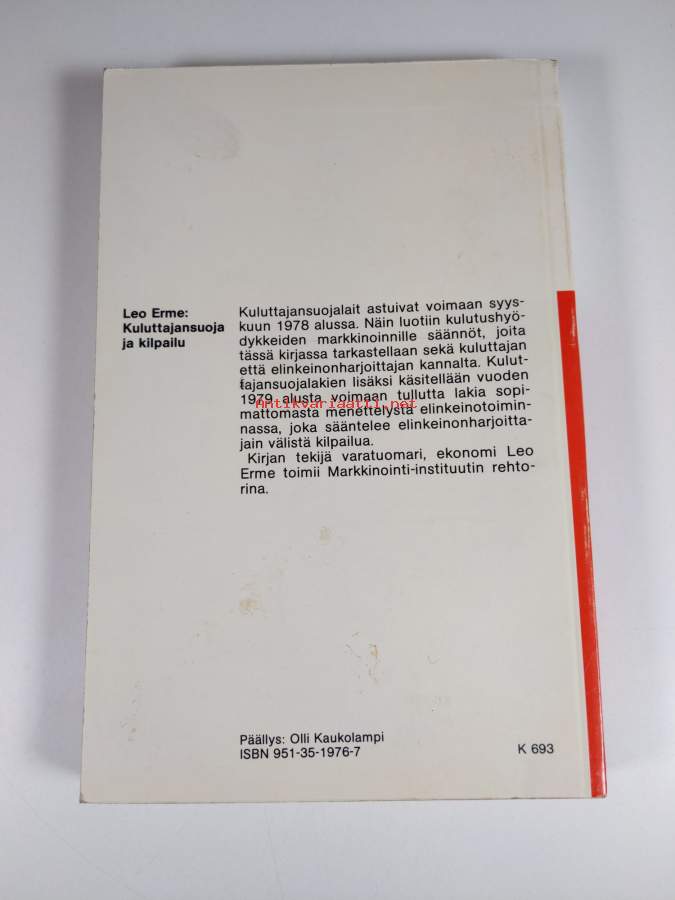 Leo Erme:
Kuluttajansuoja
ja kilpailu
Kuluttajansuojalait astuivat voimaan syys-
kuun 1978 alussa. Näin luotiin kulutushyö-
dykkeiden markkinoinnille säännöt, joita
tässä kirjassa tarkastellaan sekä kuluttajan
että elinkeinonharjoittajan kannalta. Kulut-
tajansuojalakien lisäksi käsitellään vuoden
1979 alusta voimaan tullutta lakia sopi-
mattomasta menettelystä elinkeinotoimin-
nassa, joka sääntelee elinkeinonharjoitta-
jain välistä kilpailua.
Kirjan tekijä varatuomari, ekonomi Leo
Erme toimii Markkinointi-instituutin rehto-
rina.
Antikvariaatit.net
Päällys: Olli Kaukolampi
ISBN 951-35-1976-7
K 693